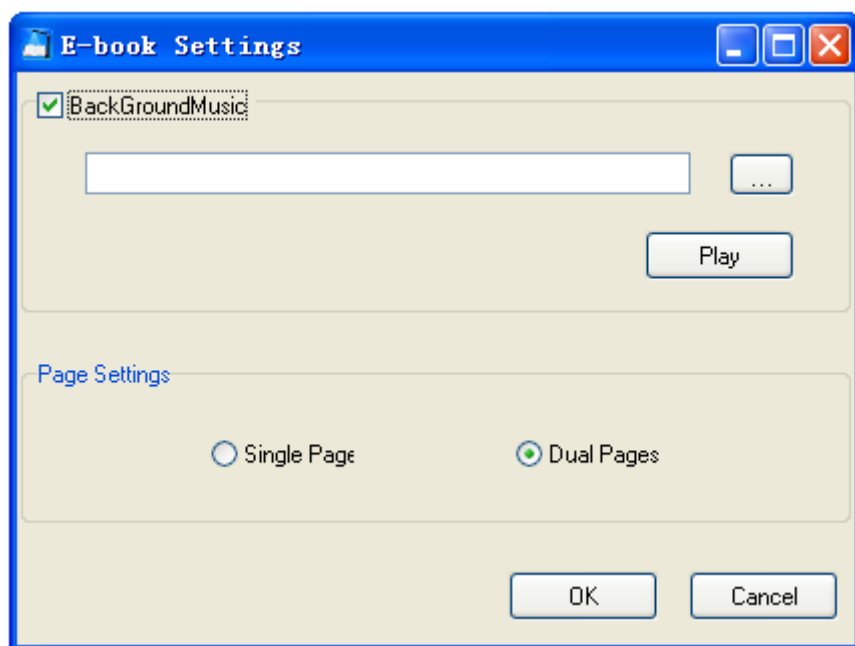 E-book Settings
BackGroundMusic
...
Play
Page Settings
Single Page
Dual Pages
OK
Cancel